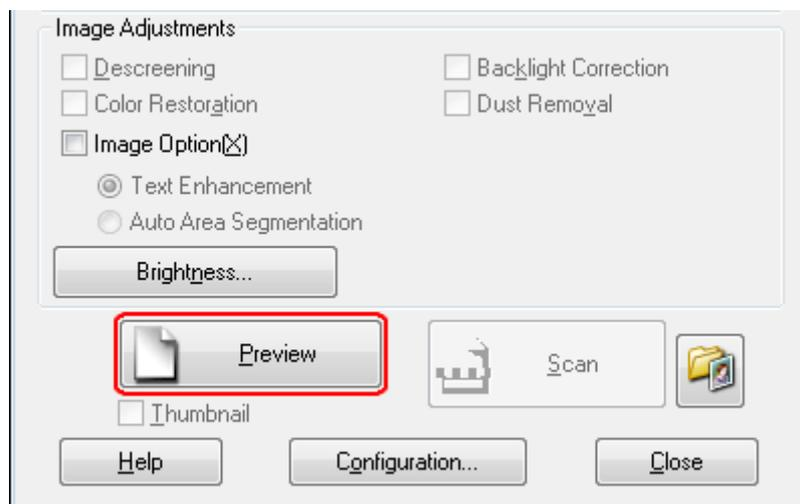 Image Adjustments
Descreening Backlight Correction
Color Restoration Dust Removal
Image Option(X)
Text Enhancement
Auto Area Segmentation
Brightness...
Preview Scan
Thumbnail
Help Configuration... Close